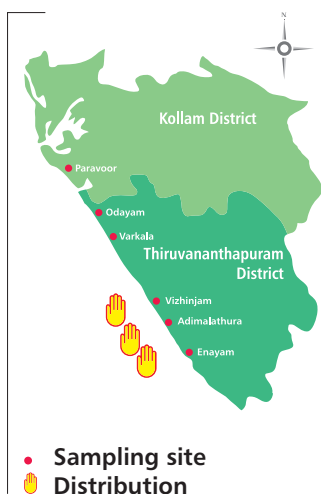 N
Kollam District
Paravoor
Odayam
Varkala
Thiruvananthapuram
District
Vizhinjam
Adimalathura
Enayam
Sampling site
Distribution